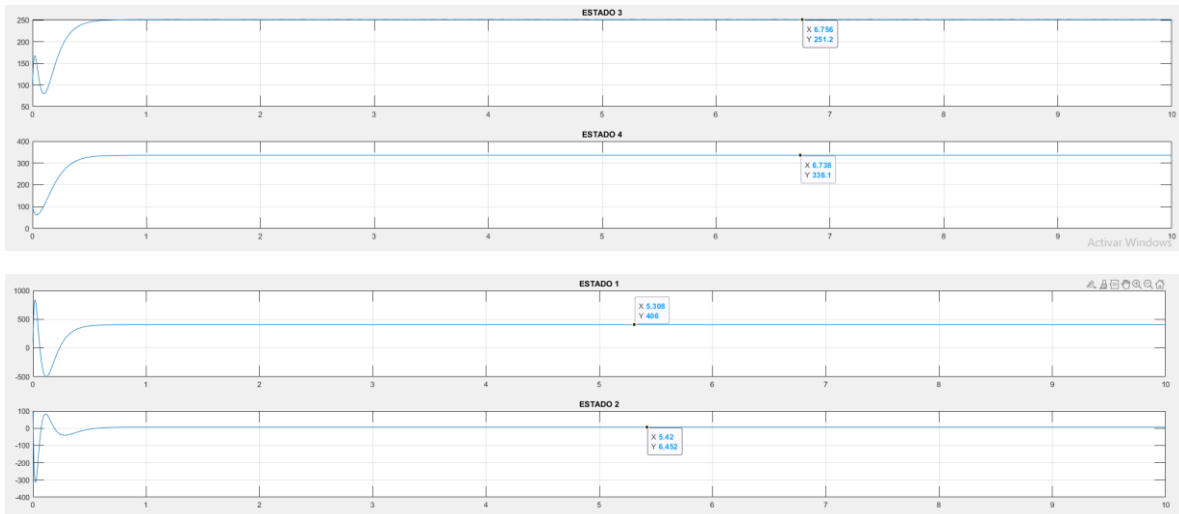 ESTADO 3
250
200
150
100
50
X 6.756
Y 251.2
0 1 2 3 4 5 6 7 8 9 10
ESTADO 4
400
300
200
100
0
X 6.738
Y 336.1
0 1 2 3 4 5 6 7 8 9 10
Activar Windows
ESTADO 1
1000
500
0
-500
X 5.308
Y 406
0 1 2 3 4 5 6 7 8 9 10
ESTADO 2
100
0
-100
-200
-300
-400
X 5.42
Y 6.452
0 1 2 3 4 5 6 7 8 9 10